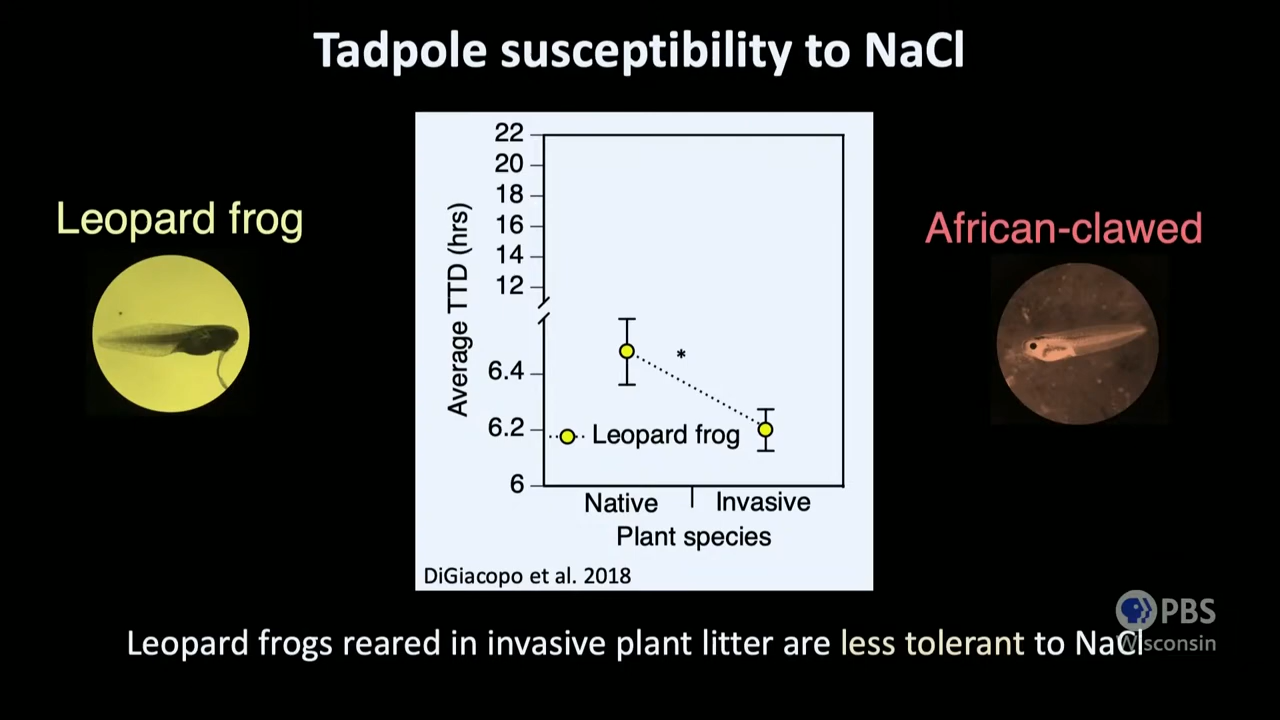 Tadpole susceptibility to NaCl
Leopard frog
African-clawed
22
20
18
16
14
12
6.4
6.2
6
Average TTD (hrs)
*
Leopard frog
Native
Invasive
Plant species
DiGiacopo et al. 2018
PBS
Wisconsin
Leopard frogs reared in invasive plant litter are less tolerant to NaCl